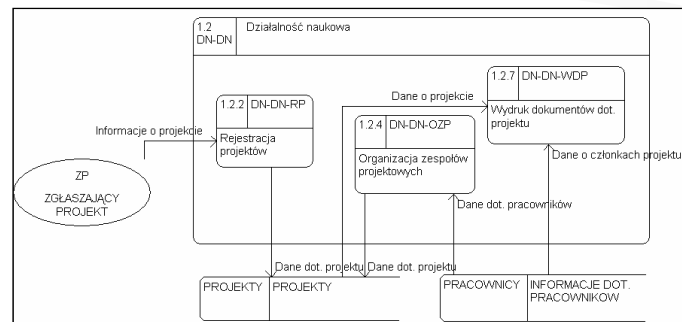 1.2
DN-DN
Działalność naukowa
1.2.7 DN-DN-WDP
Wydruk dokumentów dot.
projektu
Dane o projekcie
1.2.2 DN-DN-RP
Rejestracja
projektów
1.2.4 DN-DN-OZP
Organizacja zespołów
projektowych
Informacje o projekcie
Dane o członkach projektu
ZP
ZGŁASZAJĄCY
PROJEKT
Dane dot. pracowników
Dane dot. projektu
Dane dot. projektu
PROJEKTY PROJEKTY
PRACOWNICY INFORMACJE DOT.
PRACOWNIKOW